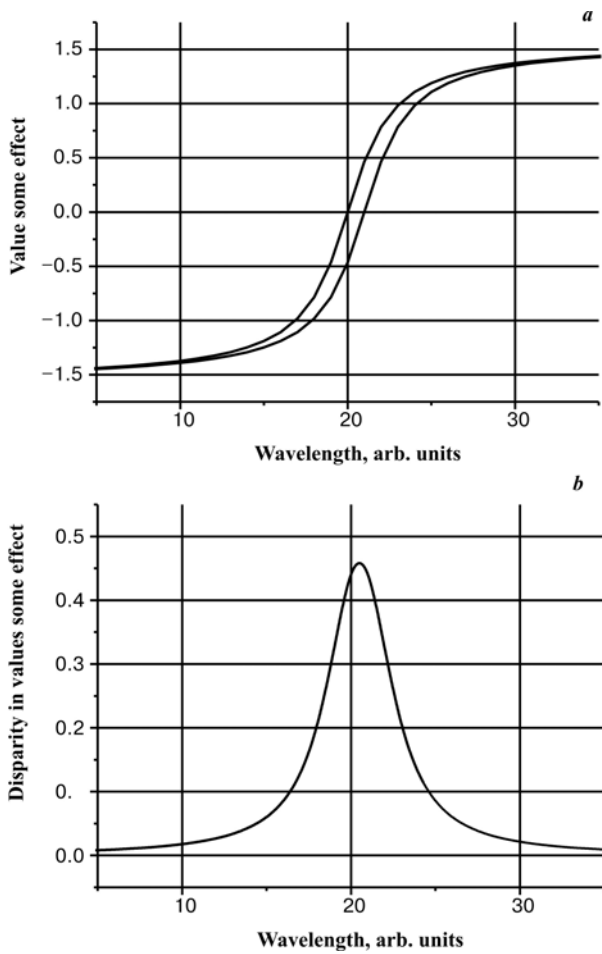 a
Value some effect
1.5
1.0
0.5
0.0
−0.5
−1.0
−1.5
10 20 30
Wavelength, arb. units
b
Disparity in values some effect
0.5
0.4
0.3
0.2
0.
0.0
10 20 30
Wavelength, arb. units